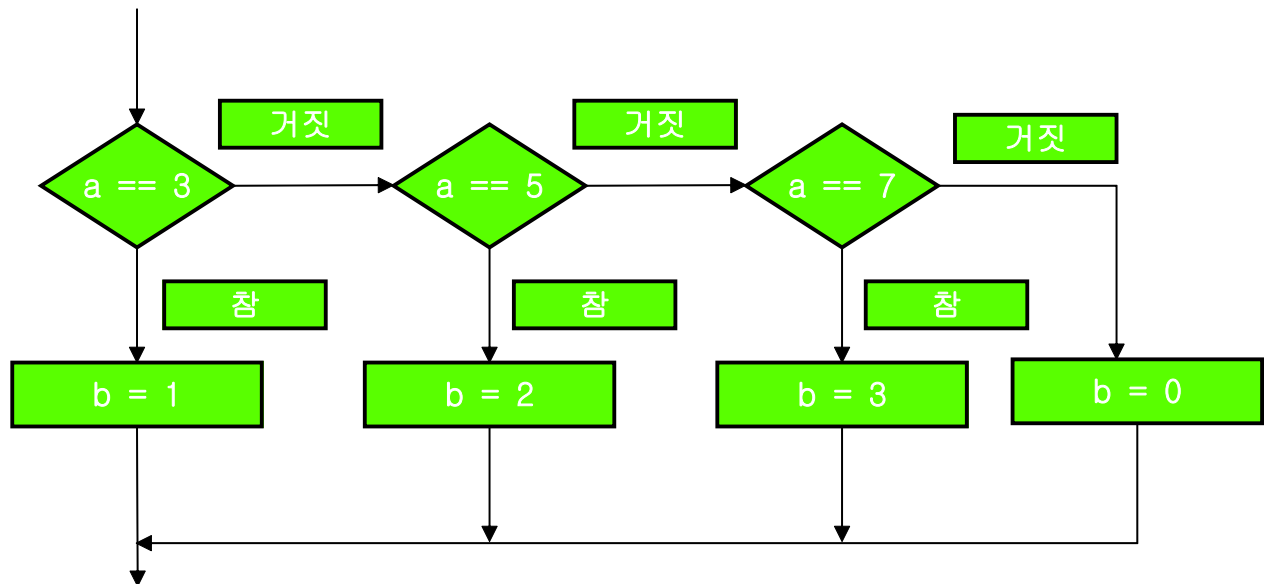 거짓
거짓
거짓
a == 3
a == 5
a == 7
참
참
참
b = 1
b = 2
b = 3
b = 0